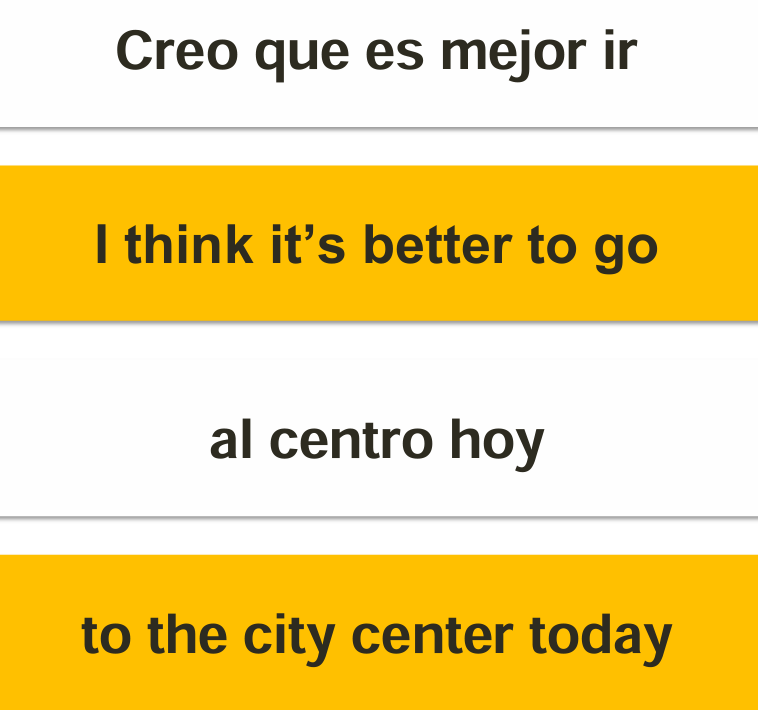 Creo que es mejor ir
I think it’s better to go
al centro hoy
to the city center today